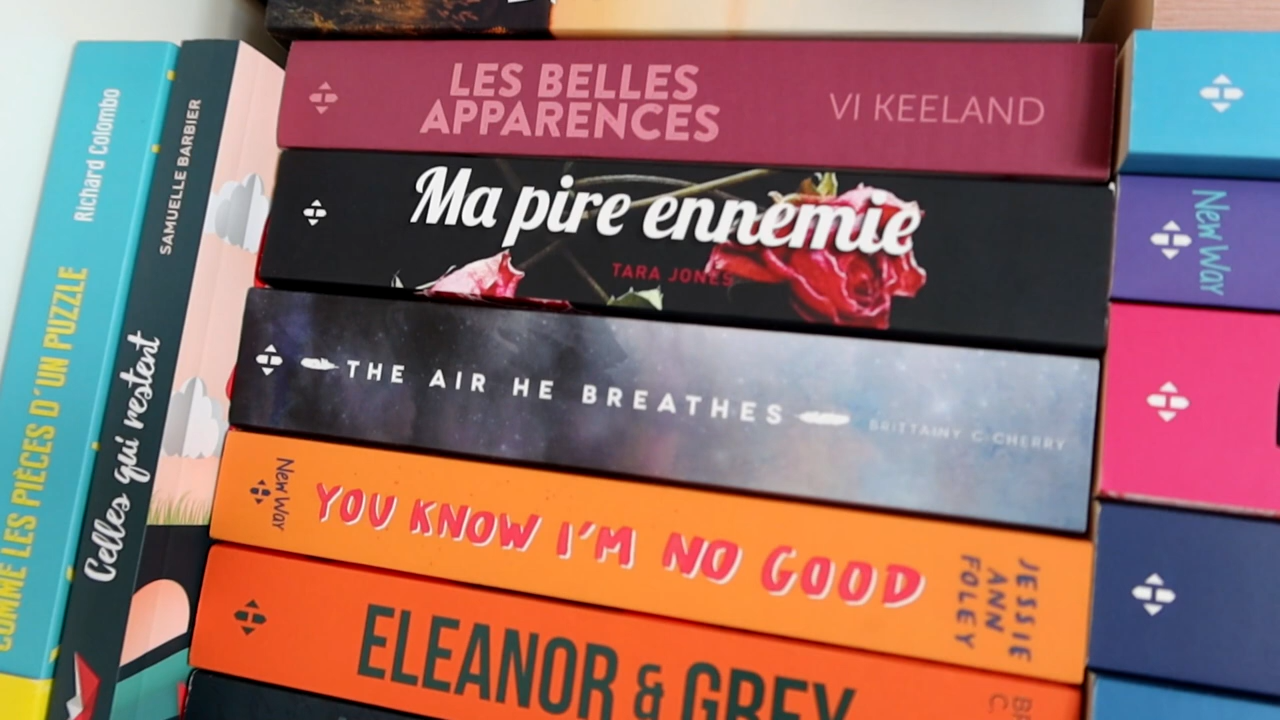 Richard Colombo
COMME LES PIÈCES D'UN PUZZLE
SAMUELLE BARBIER
Celles qui restent
LES BELLES
APPARENCES
VI KEELAND
Ma pire ennemie
TARA JONES
THE AIR HE BREATHES
BRITTAINY C. CHERRY
New Way
YOU KNOW I'M NO GOOD
JESSIE
ANN
FOLEY
ELEANOR & GREY
New Way